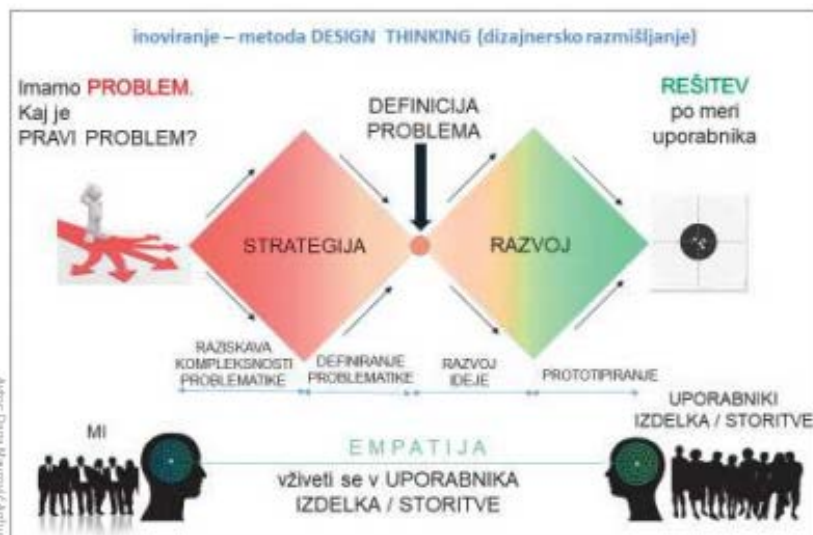 inoviranje – metoda DESIGN THINKING (dizajnersko razmišljanje)
Imamo PROBLEM.
Kaj je
PRAVI PROBLEM?
DEFINICIJA
PROBLEMA
REŠITEV
po meri
uporabnika
STRATEGIJA
RAZVOJ
RAZISKAVA
KOMPLEKSNOSTI
PROBLEMATIKE
DEFINIRANJE
PROBLEMATIKE
RAZVOJ
IDEJE
PROTOTIPIRANJE
MI
EMPATIJA
vživeti se v UPORABNIKA
IZDELKA / STORITVE
UPORABNIKI
IZDELKA / STORITVE